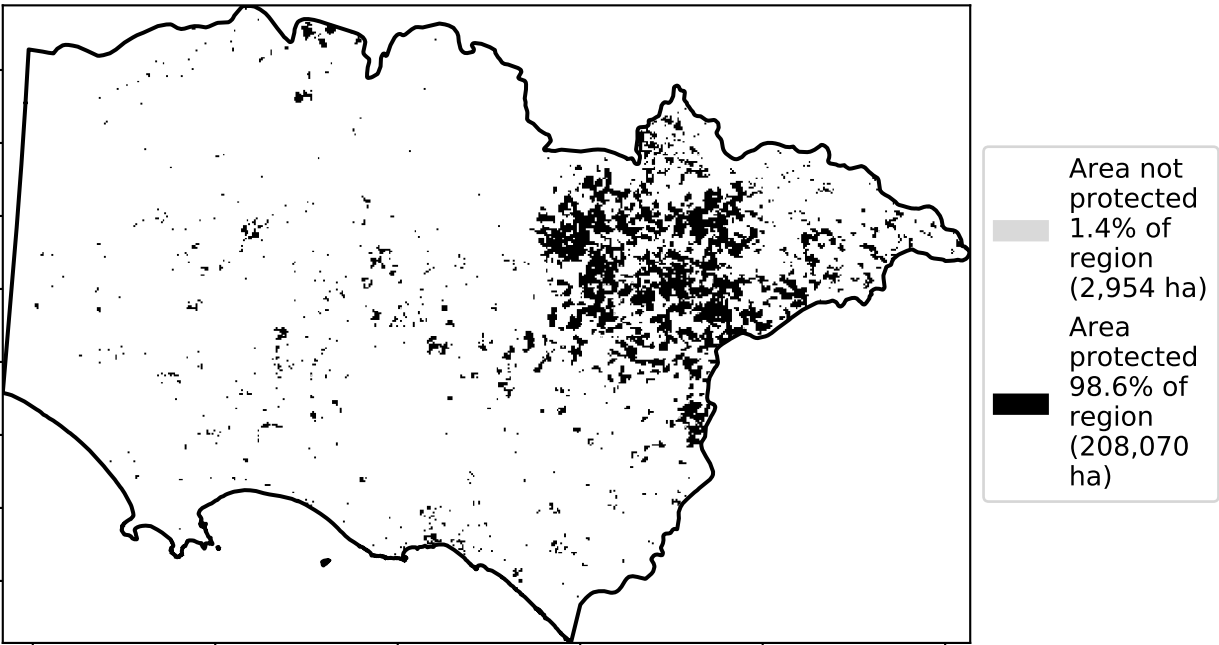 Area not
protected
1.4% of
region
(2,954 ha)
Area
protected
98.6% of
region
(208,070
ha)